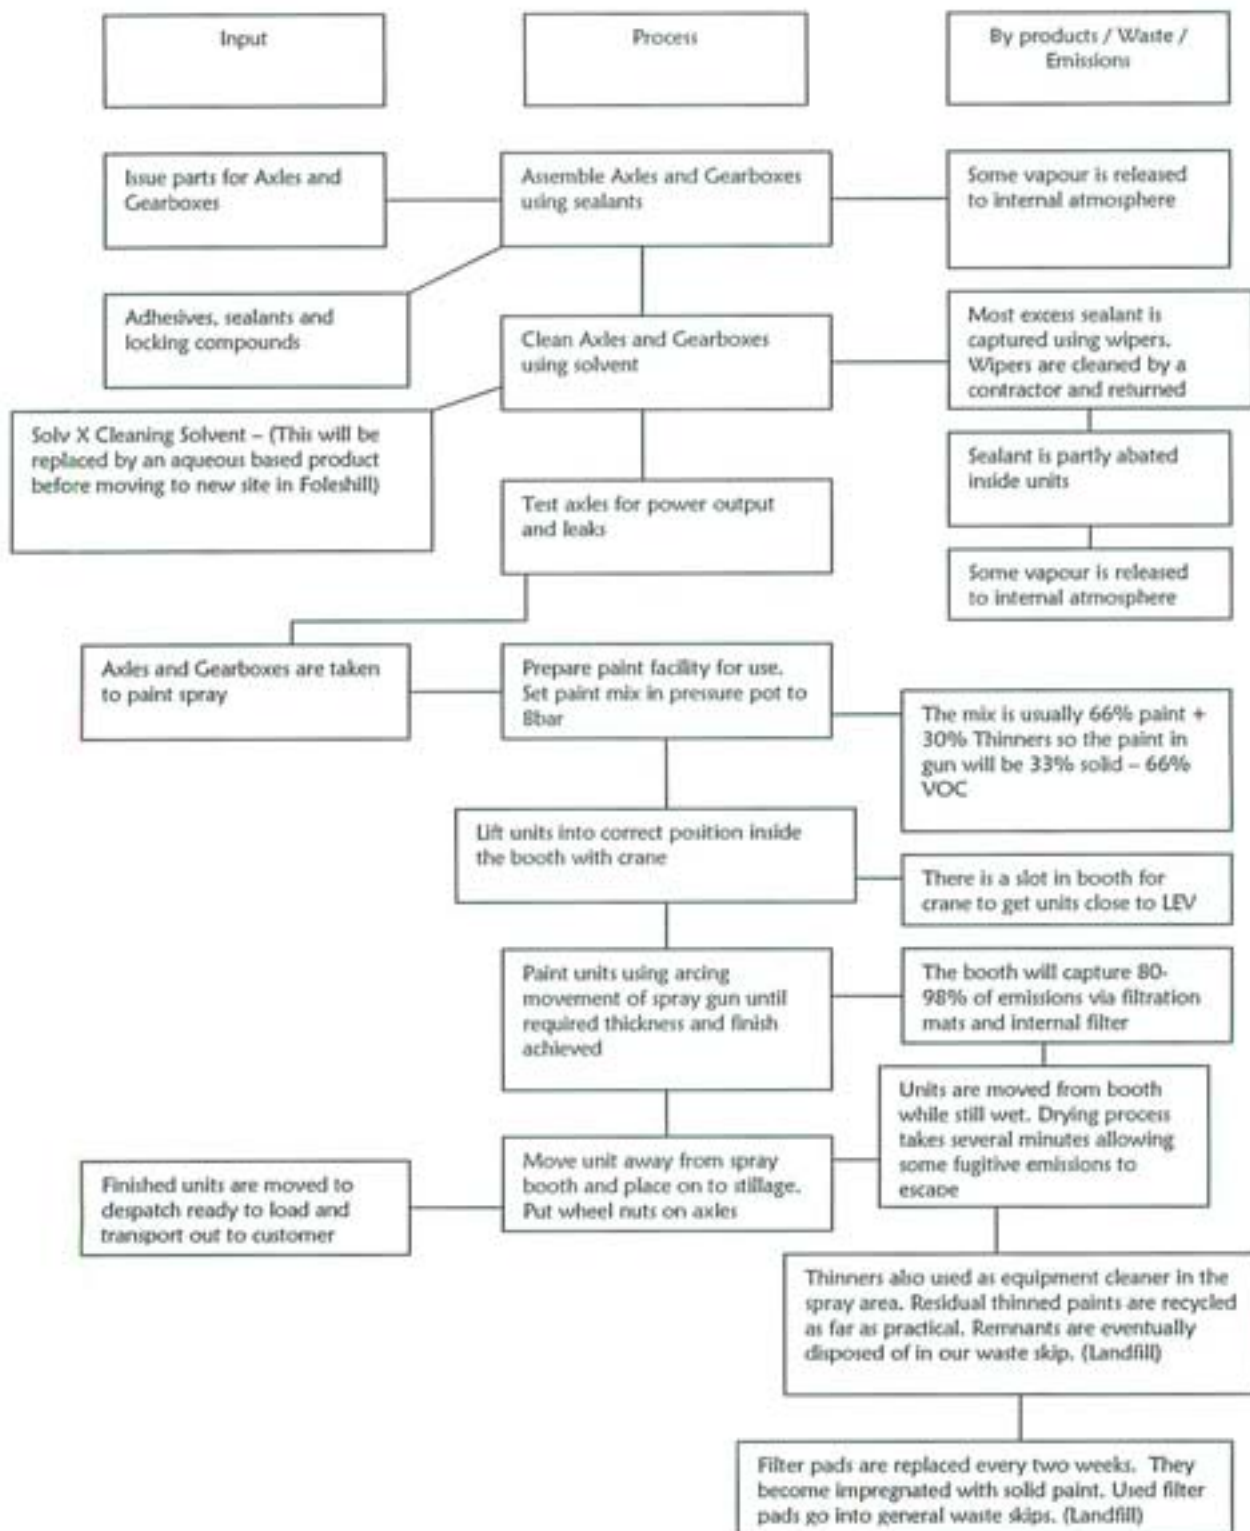 Input
Process
By products / Waste /
Emissions
Issue parts for Axles and
Gearboxes
Assemble Axles and Gearboxes
using sealants
Some vapour is released
to internal atmosphere
Adhesives, sealants and
locking compounds
Clean Axles and Gearboxes
using solvent
Most excess sealant is
captured using wipers.
Wipers are cleaned by a
contractor and returned
Solv X Cleaning Solvent – (This will be
replaced by an aqueous based product
before moving to new site in Foleshill)
Sealant is partly abated
inside units
Test axles for power output
and leaks
Some vapour is released
to internal atmosphere
Axles and Gearboxes are taken
to paint spray
Prepare paint facility for use.
Set paint mix in pressure pot to
8bar
The mix is usually 66% paint +
30% Thinners so the paint in
gun will be 33% solid – 66%
VOC
Lift units into correct position inside
the booth with crane
There is a slot in booth for
crane to get units close to LEV
Paint units using arcing
movement of spray gun until
required thickness and finish
achieved
The booth will capture 80-
98% of emissions via filtration
mats and internal filter
Units are moved from booth
while still wet. Drying process
takes several minutes allowing
some fugitive emissions to
escape
Move unit away from spray
booth and place on to stillage.
Put wheel nuts on axles
Finished units are moved to
despatch ready to load and
transport out to customer
Thinners also used as equipment cleaner in the
spray area. Residual thinned paints are recycled
as far as practical. Remnants are eventually
disposed of in our waste skip. (Landfill)
Filter pads are replaced every two weeks. They
become impregnated with solid paint. Used filter
pads go into general waste skips. (Landfill)